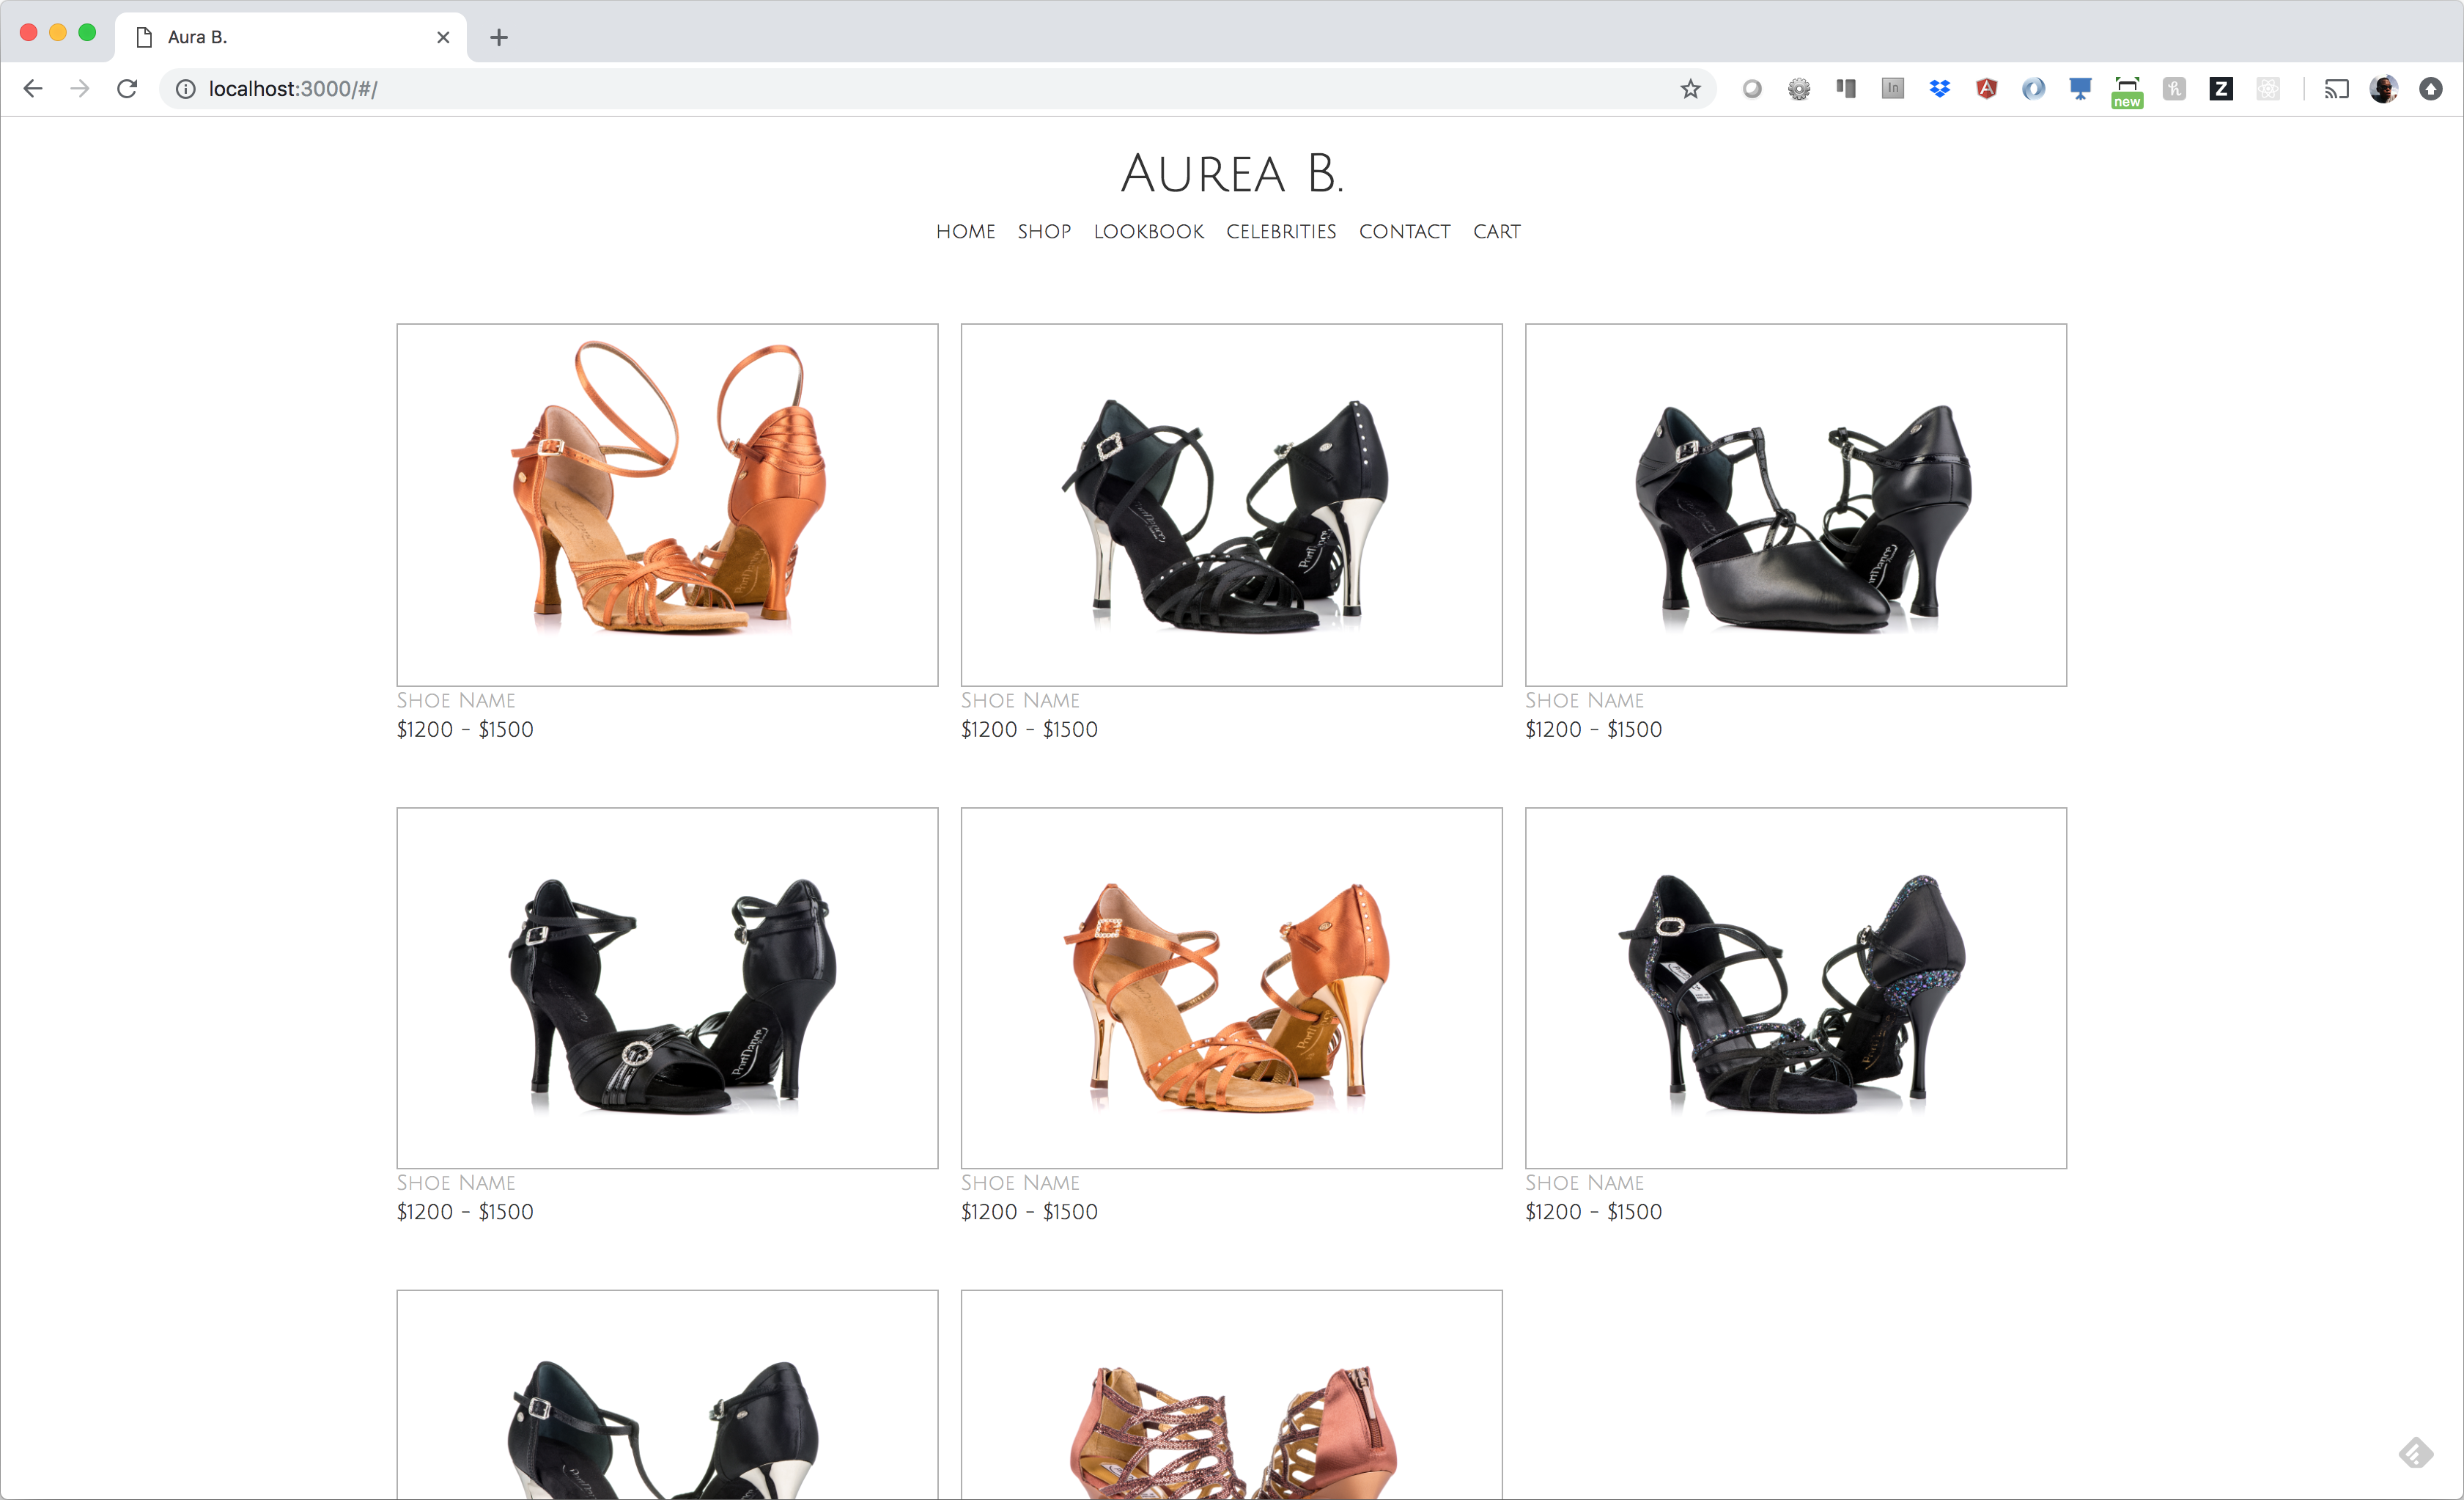 Aura B.
localhost:3000/#/
In
new
Z
AUREA B.
HOME SHOP LOOKBOOK CELEBRITIES CONTACT CART
SHOE NAME SHOE NAME SHOE NAME
$1200 - $1500 $1200 - $1500 $1200 - $1500
SHOE NAME SHOE NAME SHOE NAME
$1200 - $1500 $1200 - $1500 $1200 - $1500